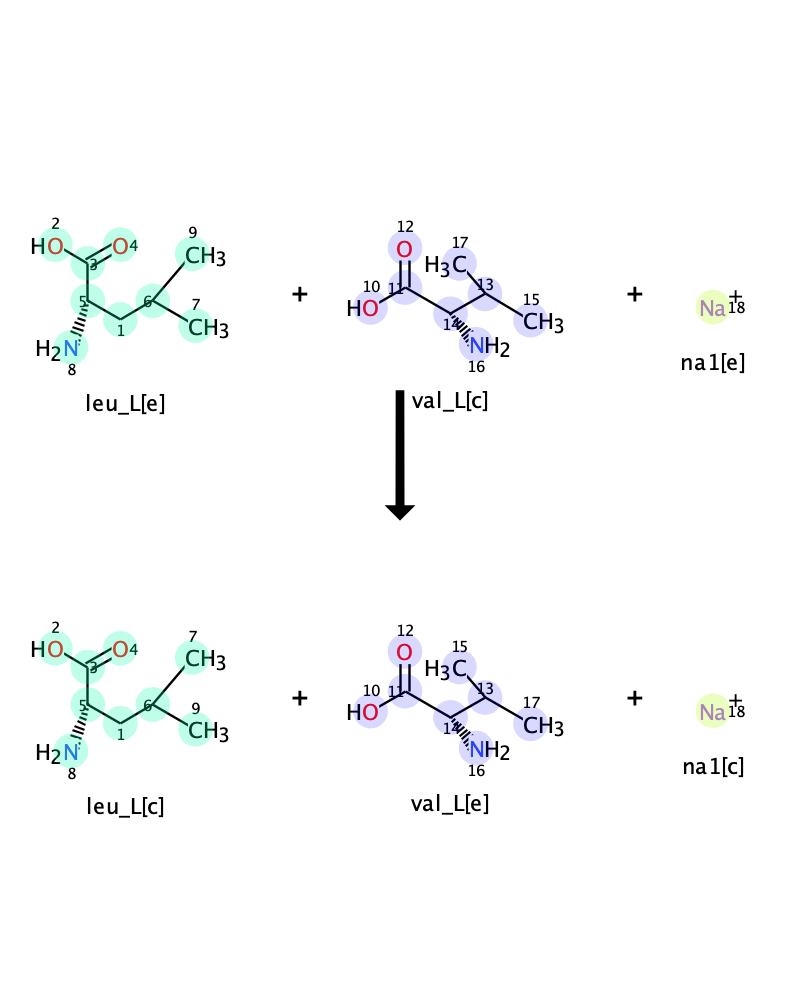 2
HO
O 4
3
9
CH3
5
6
7
CH3
1
H2N
8
leu_L[e]
+
12
O
17
H3C
10
HO
11
13
15
CH3
14
NH2
16
val_L[c]
+
Na+
18
na1[e]
2
HO
O 4
3
7
CH3
5
6
9
CH3
1
H2N
8
leu_L[c]
+
12
O
15
H3C
10
HO
11
13
17
CH3
14
NH2
16
val_L[e]
+
Na+
18
na1[c]